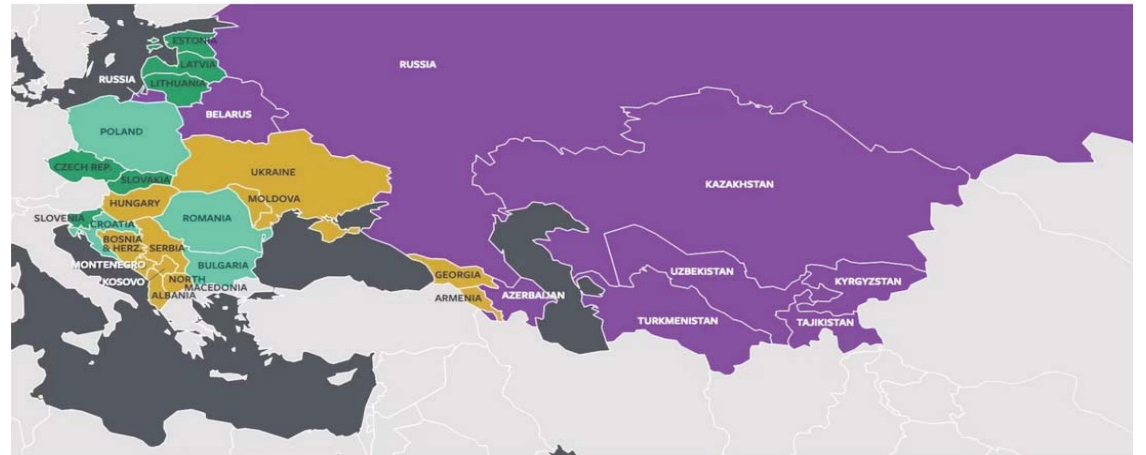 ESTONIA
LATVIA
LITHUANIA
RUSSIA
RUSSIA
BELARUS
POLAND
CZECH REP.
SLOVAKIA
UKRAINE
HUNGARY
MOLDOVA
KAZAKHSTAN
SLOVENIA
CROATIA
ROMANIA
BOSNIA
& HERZ.
SERBIA
MONTENEGRO
BULGARIA
KOSOVO
NORTH
MACEDONIA
ALBANIA
GEORGIA
ARMENIA
AZERBAIJAN
UZBEKISTAN
KYRGYZSTAN
TURKMENISTAN
TAJIKISTAN